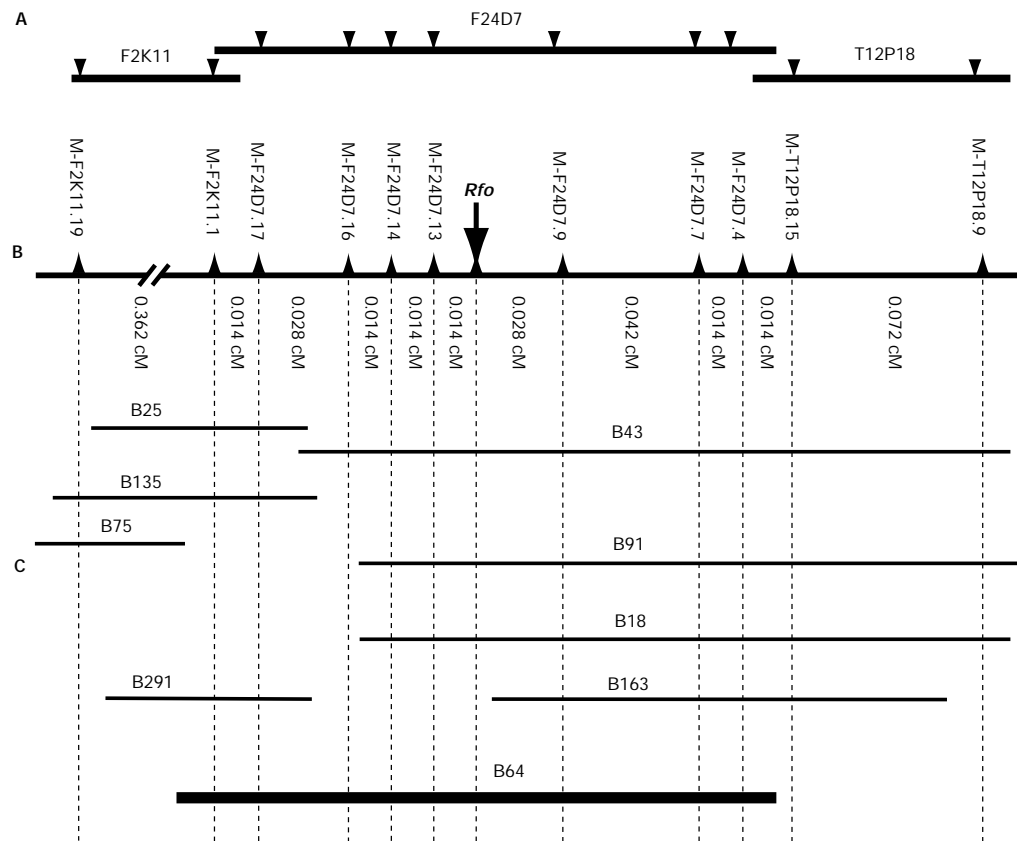 A
F24D7
F2K11
T12P18
M-F2K11.19
M-F2K11.1
M-F24D7.17
M-F24D7.16
M-F24D7.14
M-F24D7.13
Rfo
M-F24D7.9
M-F24D7.7
M-F24D7.4
M-T12P18.15
M-T12P18.9
B
0.362 cM
0.014 cM
0.028 cM
0.014 cM
0.014 cM
0.014 cM
0.028 cM
0.042 cM
0.014 cM
0.014 cM
0.072 cM
B25
B43
B135
B75
B91
C
B18
B291
B163
B64